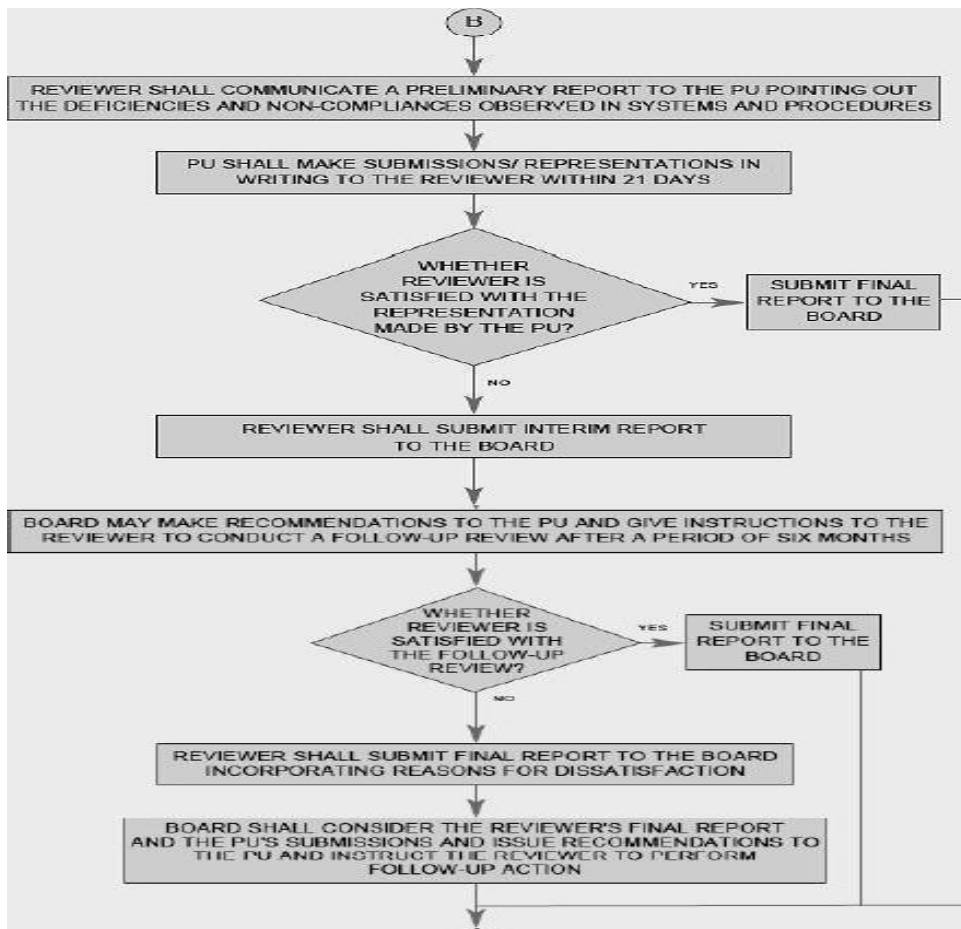 B
REVIEWER SHALL COMMUNICATE A PRELIMINARY REPORT TO THE PU POINTING OUT
THE DEFICIENCIES AND NON-COMPLIANCES OBSERVED IN SYSTEMS AND PROCEDURES
PU SHALL MAKE SUBMISSIONS/ REPRESENTATIONS IN
WRITING TO THE REVIEWER WITHIN 21 DAYS
WHETHER
REVIEWER IS
SATISFIED WITH THE
REPRESENTATION
MADE BY THE PU?
YES
SUBMIT FINAL
REPORT TO THE
BOARD
NO
REVIEWER SHALL SUBMIT INTERIM REPORT
TO THE BOARD
BOARD MAY MAKE RECOMMENDATIONS TO THE PU AND GIVE INSTRUCTIONS TO THE
REVIEWER TO CONDUCT A FOLLOW-UP REVIEW AFTER A PERIOD OF SIX MONTHS
WHETHER
REVIEWER IS
SATISFIED WITH
THE FOLLOW-UP
REVIEW?
YES
SUBMIT FINAL
REPORT TO THE
BOARD
NO
REVIEWER SHALL SUBMIT FINAL REPORT TO THE BOARD
INCORPORATING REASONS FOR DISSATISFACTION
BOARD SHALL CONSIDER THE REVIEWER'S FINAL REPORT
AND THE PU'S SUBMISSIONS AND ISSUE RECOMMENDATIONS TO
THE PU AND INSTRUCT THE REVIEWER TO PERFORM
FOLLOW-UP ACTION